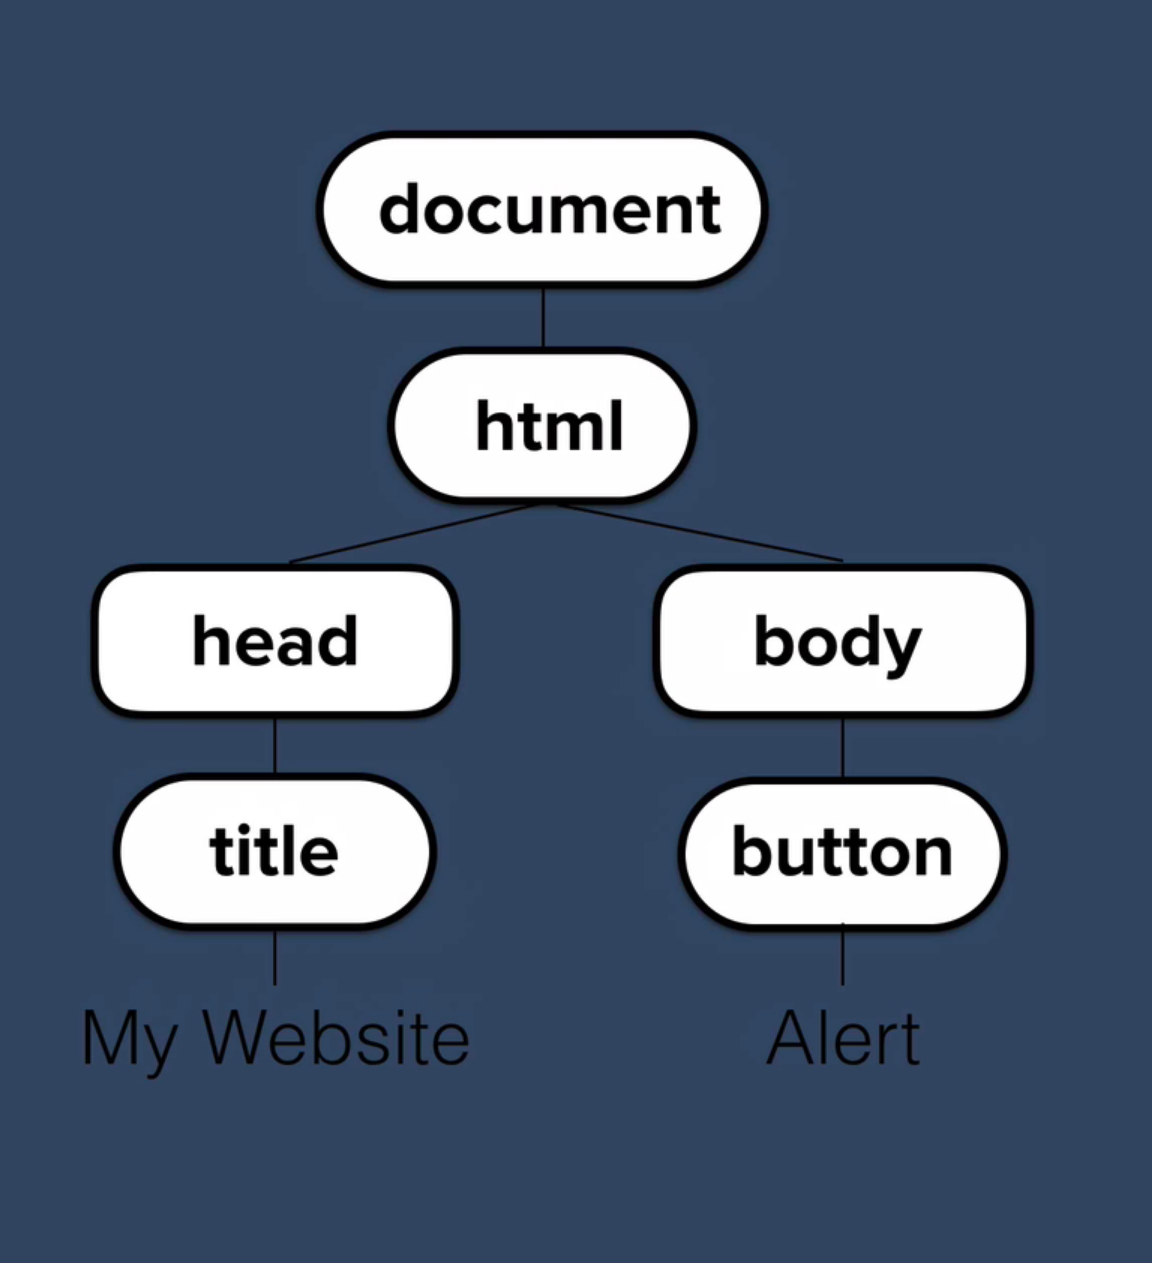 document
html
head
body
title
button
My Website
Alert